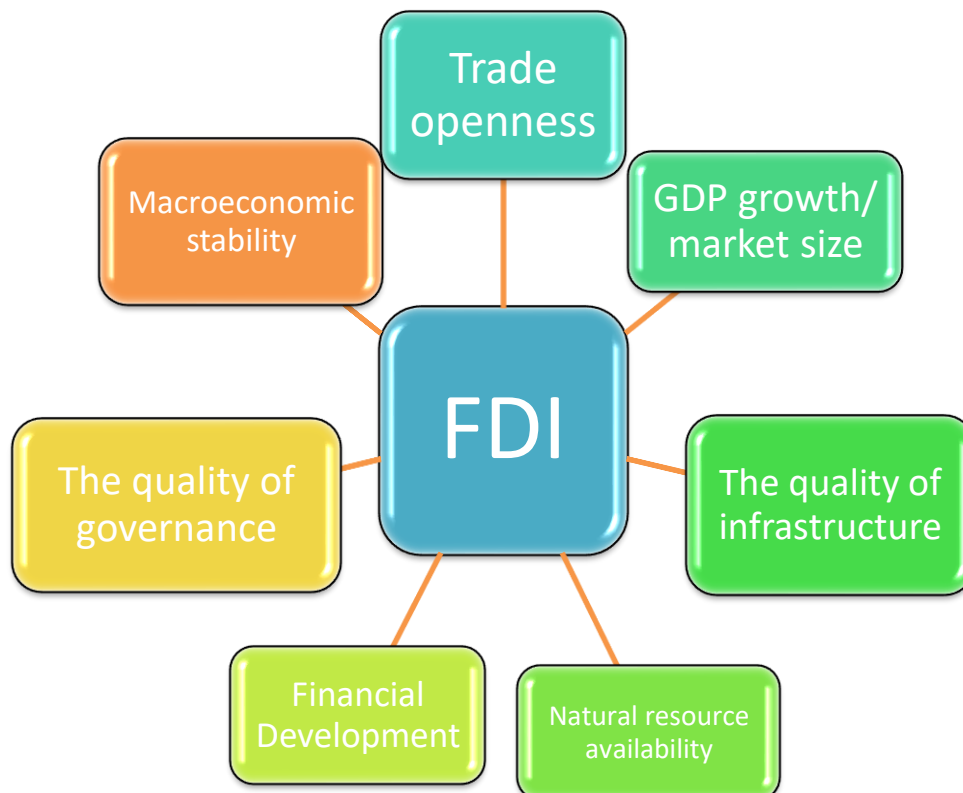 Trade
openness
Macroeconomic
stability
GDP growth/
market size
FDI
The quality of
governance
The quality of
infrastructure
Financial
Development
Natural resource
availability